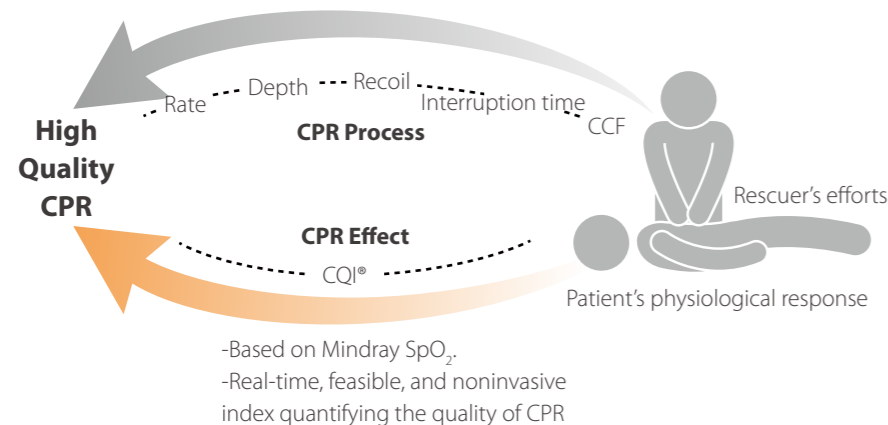 Rate
Depth
Recoil
Interruption time
CCF
CPR Process
High
Quality
CPR
Rescuer's efforts
CPR Effect
CQI®
Patient's physiological response
-Based on Mindray SpO₂.
-Real-time, feasible, and noninvasive
index quantifying the quality of CPR